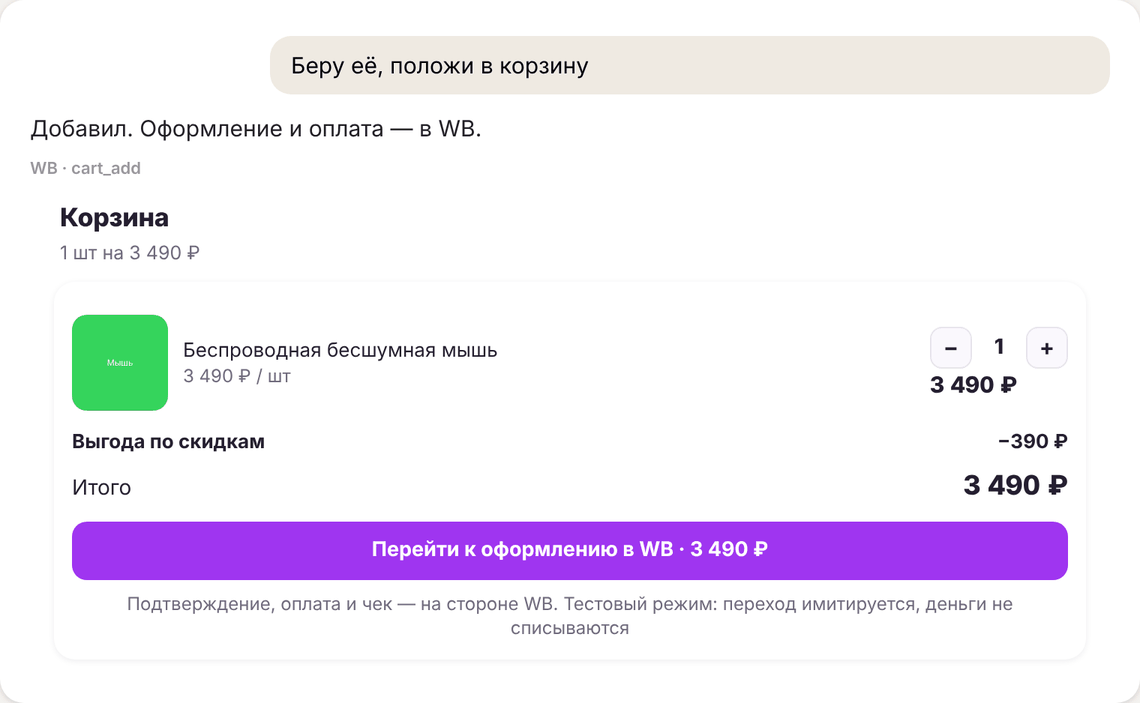 Беру её, положи в корзину
Добавил. Оформление и оплата — в WB.
WB · cart_add
Корзина
1 шт на 3 490 ₽
Мышь
Беспроводная бесшумная мышь
3 490 ₽ / шт
− 1 +
3 490 ₽
Выгода по скидкам −390 ₽
Итого 3 490 ₽
Перейти к оформлению в WB · 3 490 ₽
Подтверждение, оплата и чек — на стороне WB. Тестовый режим: переход имитируется, деньги не
списываются